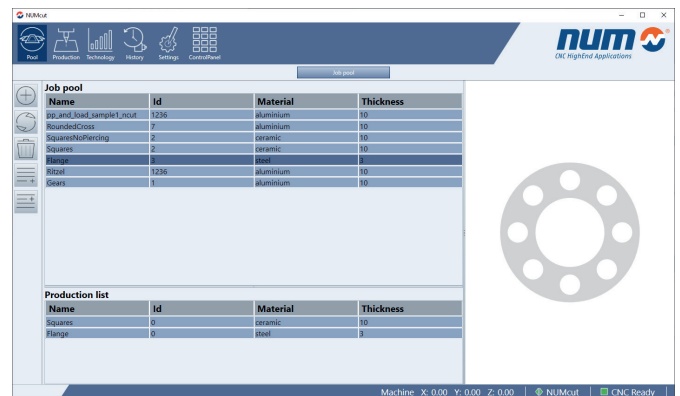 NUMcut
Pool Production Technology History Settings ControlPanel
num
CNC HighEnd Applications
Job pool
Job pool
Name Id Material Thickness
pp_and_load_sample1_ncut 1236 aluminium 10
RoundedCross 7 aluminium 10
SquaresNoPiercing 2 ceramic 10
Squares 2 ceramic 10
Flange 3 steel 3
Ritzel 1236 aluminium 10
Gears 1 aluminium 10
Production list
Name Id Material Thickness
Squares 0 ceramic 10
Flange 0 steel 3
Machine X: 0.00 Y: 0.00 Z: 0.00 NUMcut CNC Ready